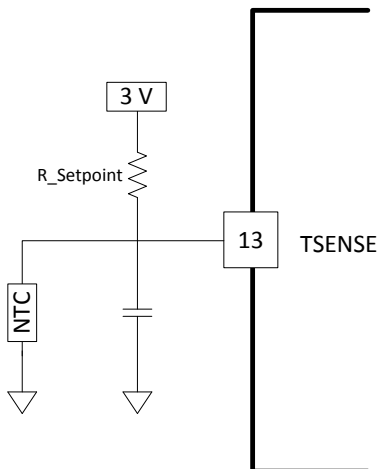 3 V
R_Setpoint
13
TSENSE
NTC